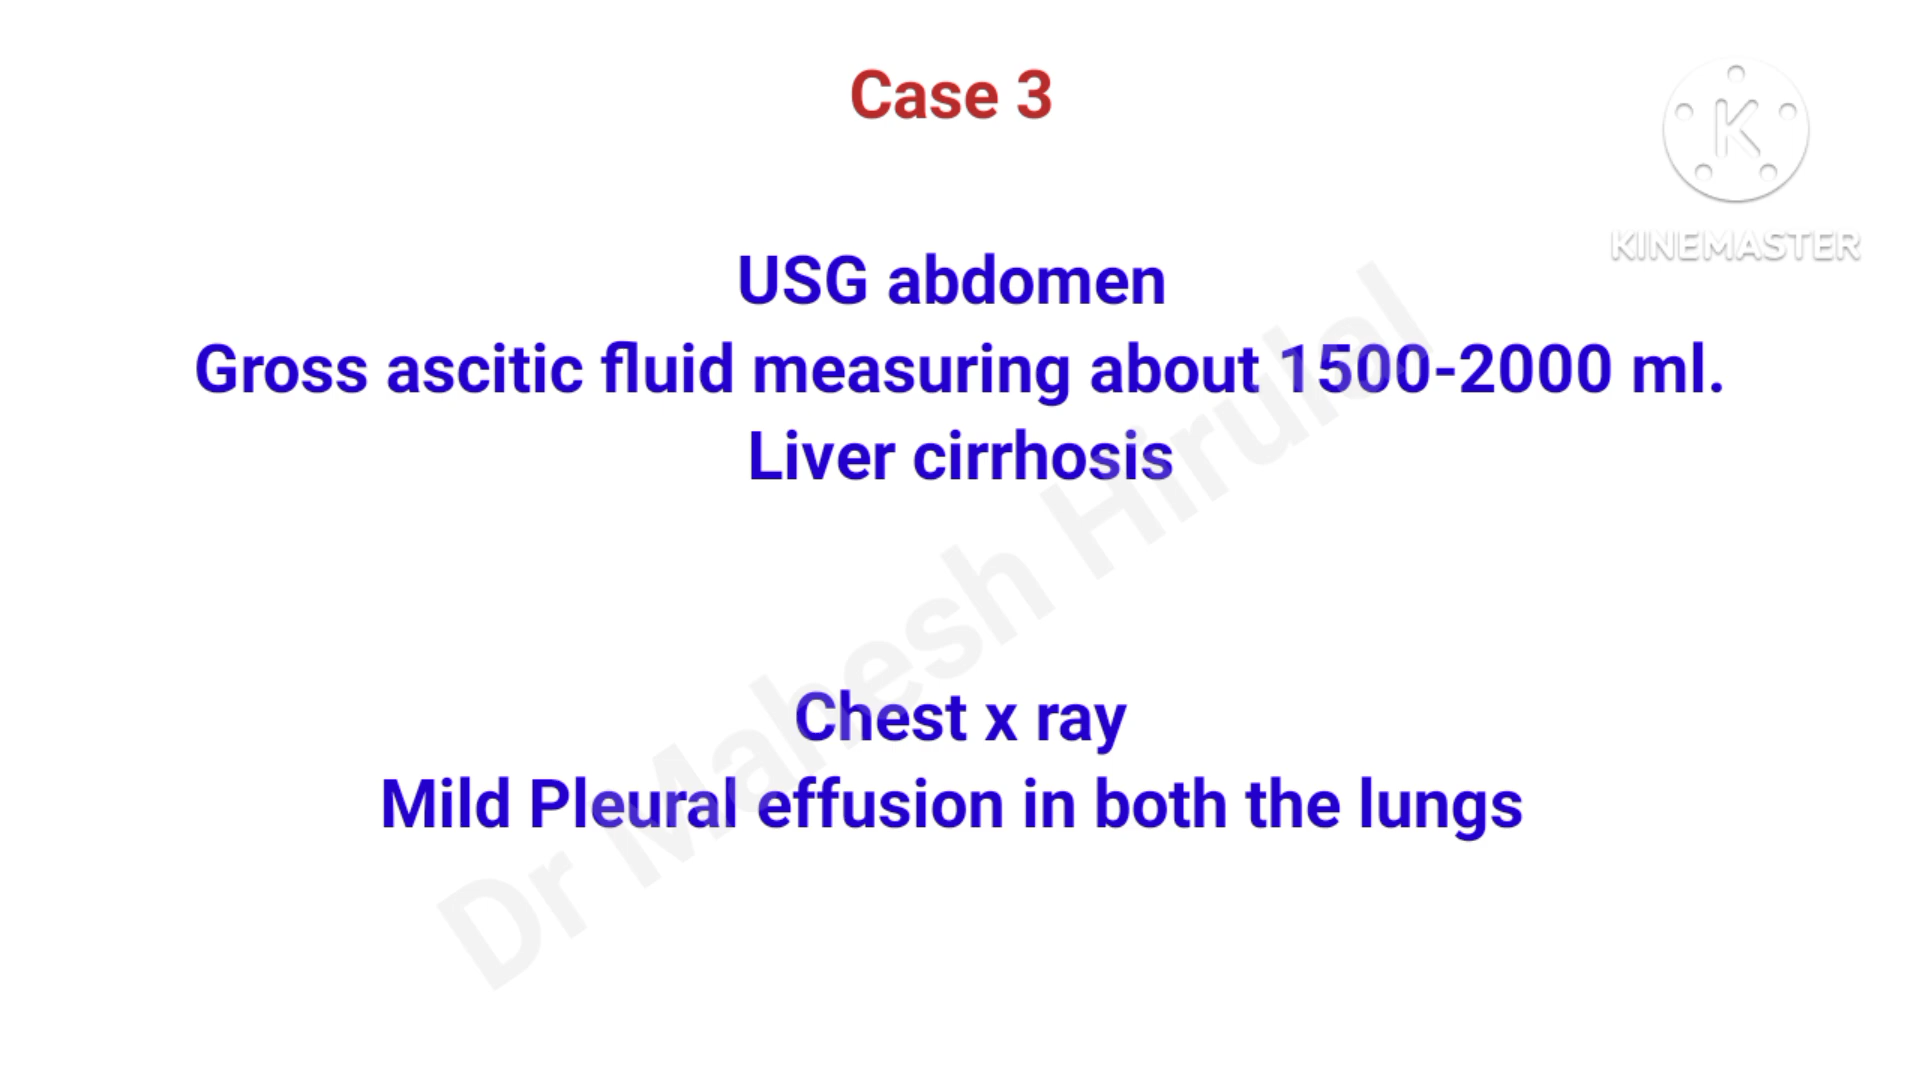 Case 3
K
KINEMASTER
USG abdomen
Gross ascitic fluid measuring about 1500-2000 ml.
Liver cirrhosis
Chest x ray
Mild Pleural effusion in both the lungs
Dr Mahesh Hirulal